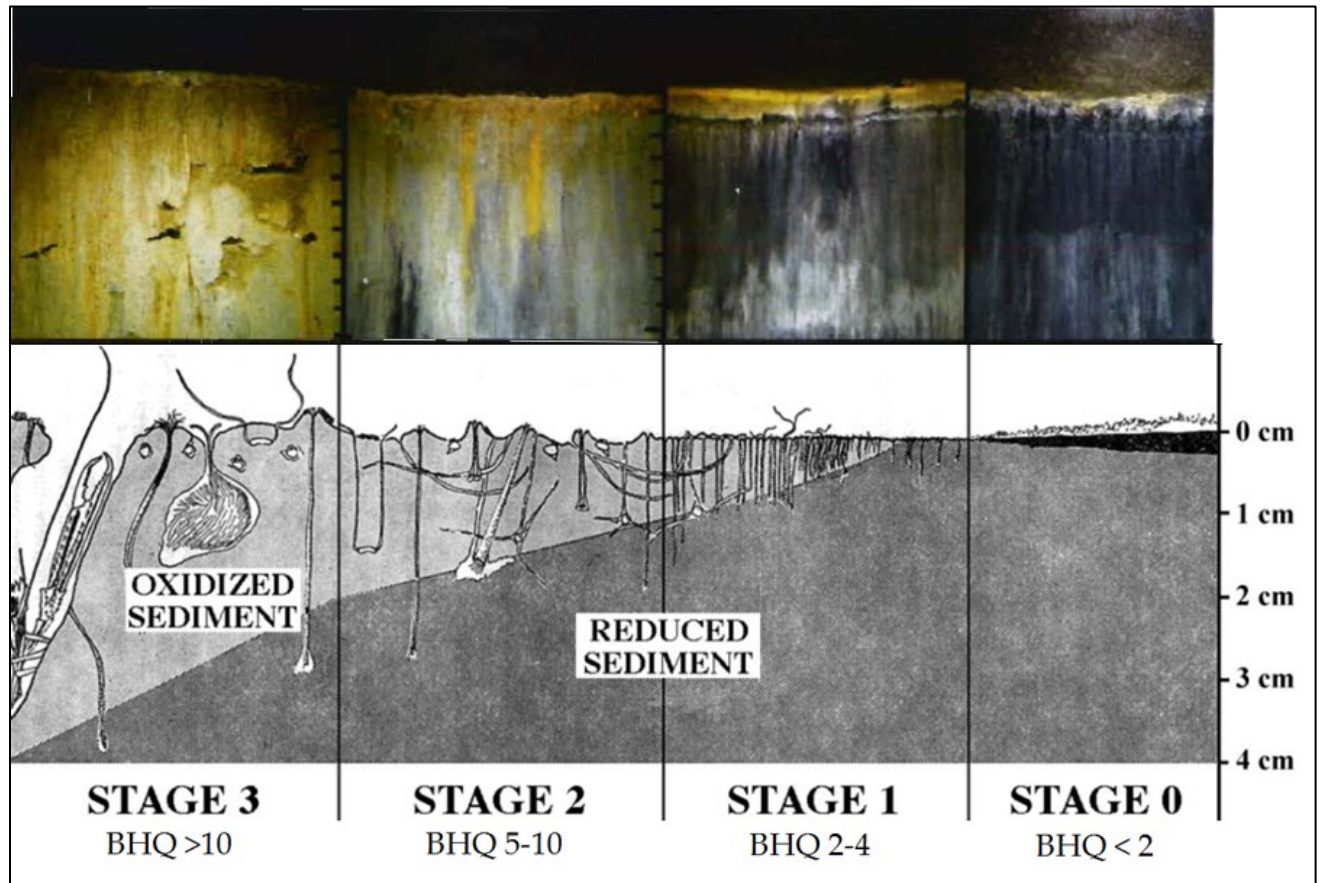 OXIDIZED
SEDIMENT
REDUCED
SEDIMENT
0 cm
1 cm
2 cm
3 cm
4 cm
STAGE 3
STAGE 2
STAGE 1
STAGE 0
BHQ >10
BHQ 5-10
BHQ 2-4
BHQ < 2